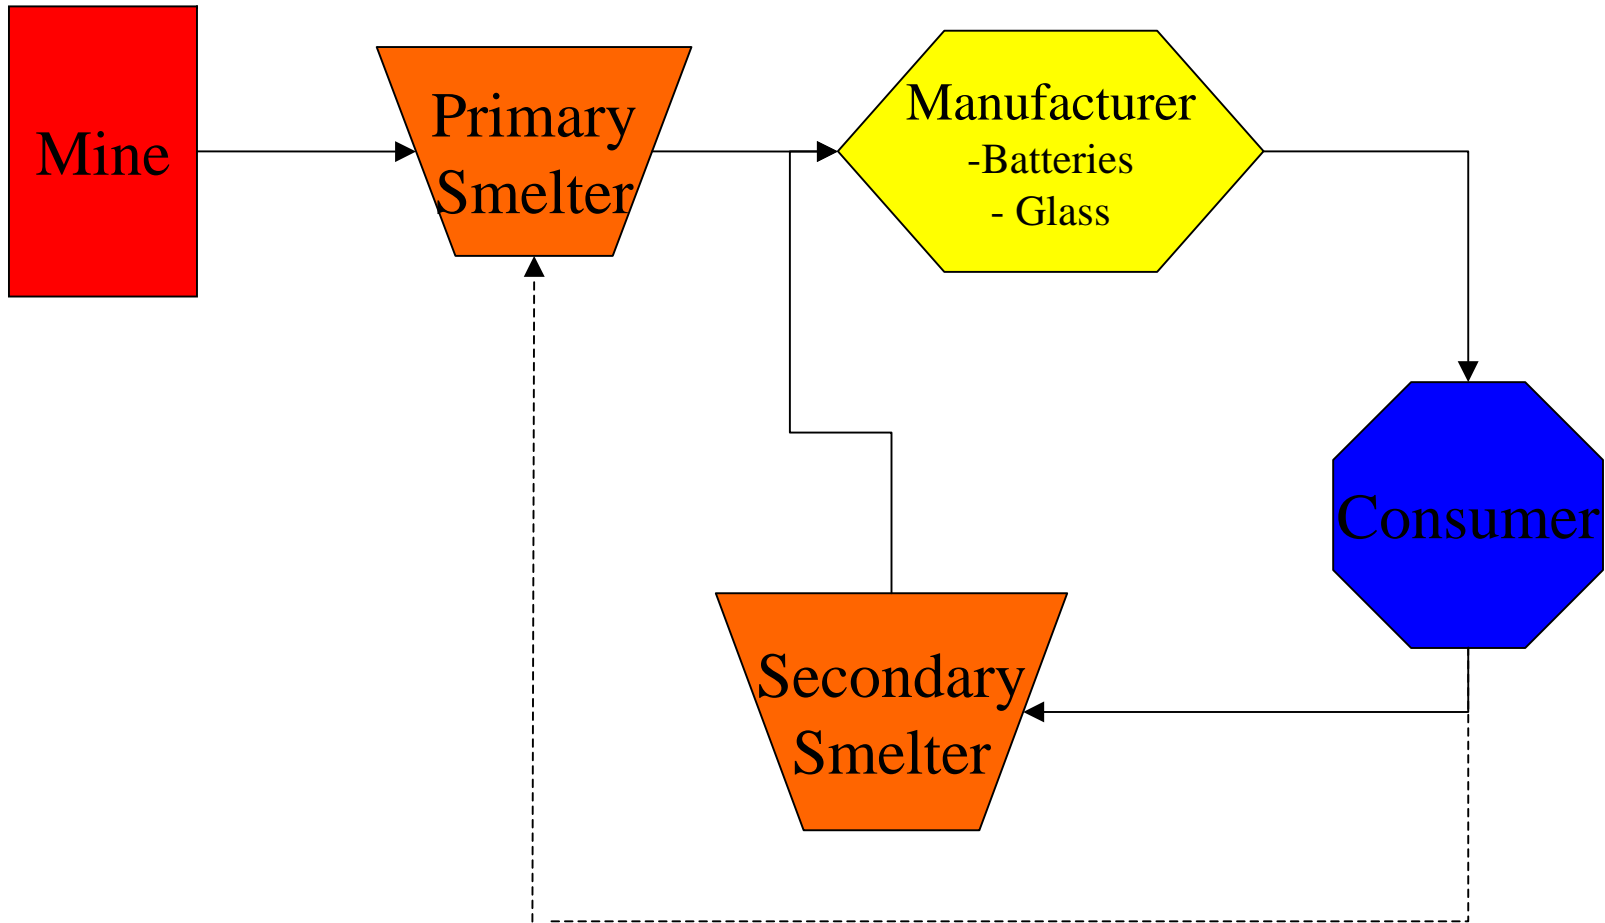 Mine
Primary
Smelter
Manufacturer
-Batteries
- Glass
Consumer
Secondary
Smelter